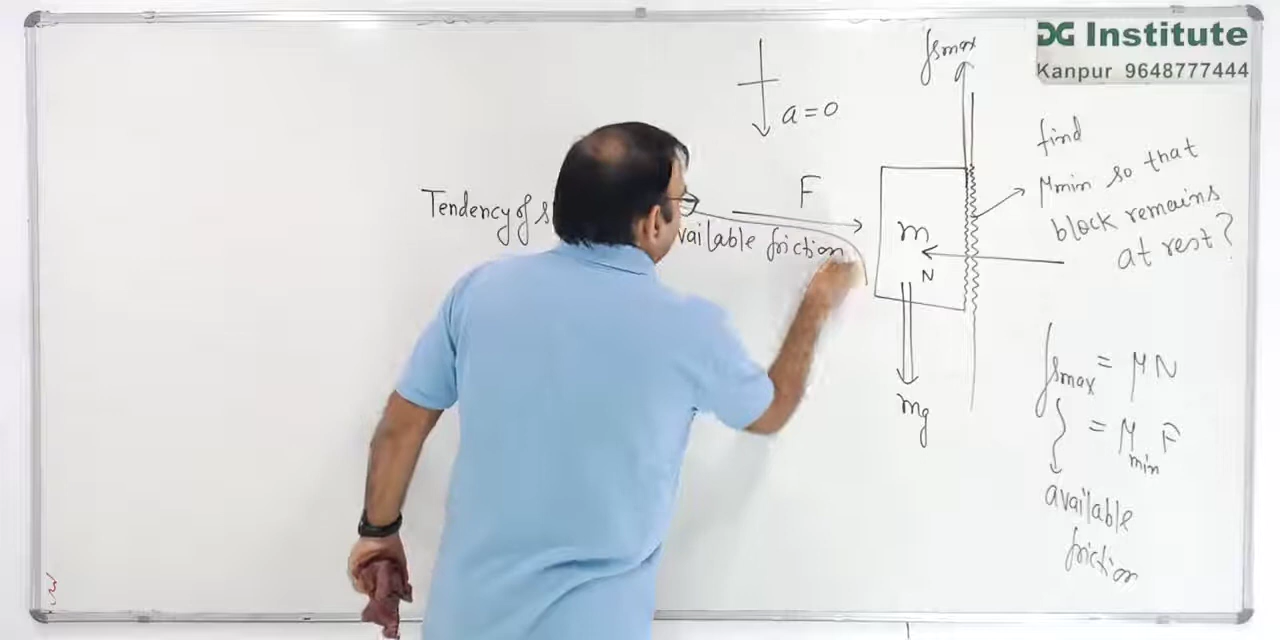 DG Institute
Kanpur 9648777444
fsmax
a = 0
find
μmin so that
block remains
at rest?
F
Tendency of
vailable friction
m
N
mg
fsmax = μN
= μmin F
available
friction